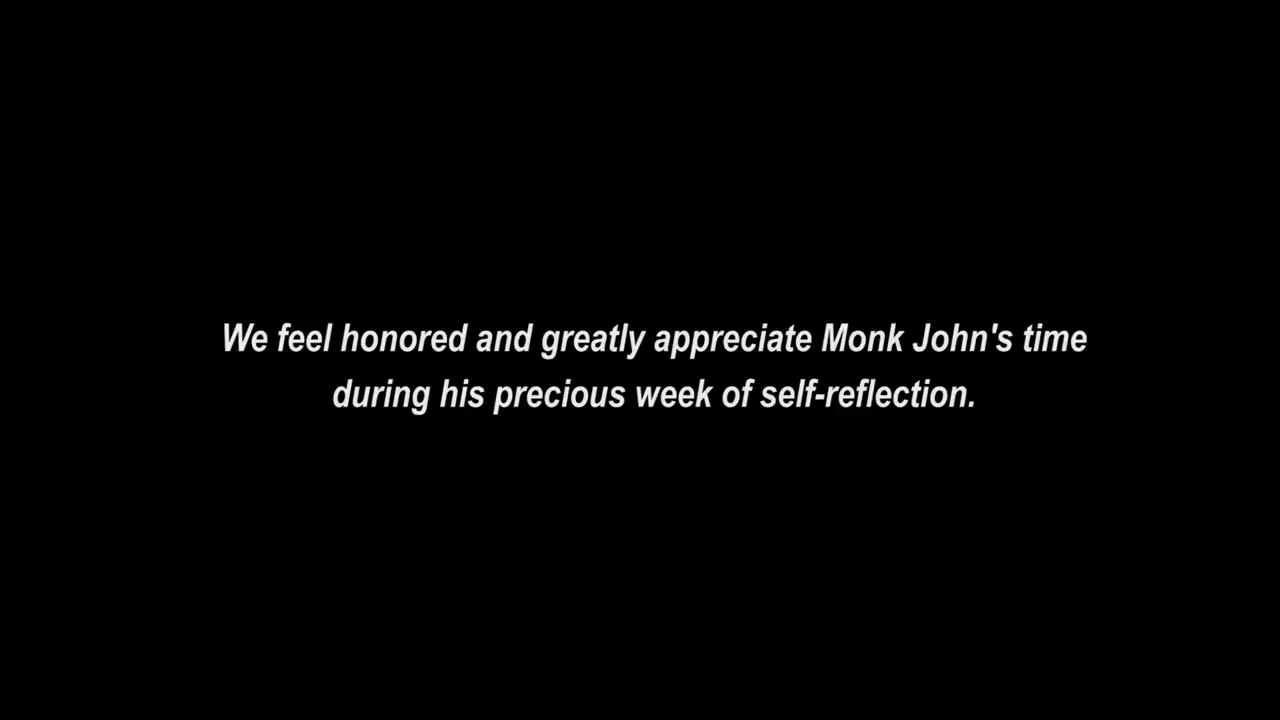 We feel honored and greatly appreciate Monk John's time
during his precious week of self-reflection.